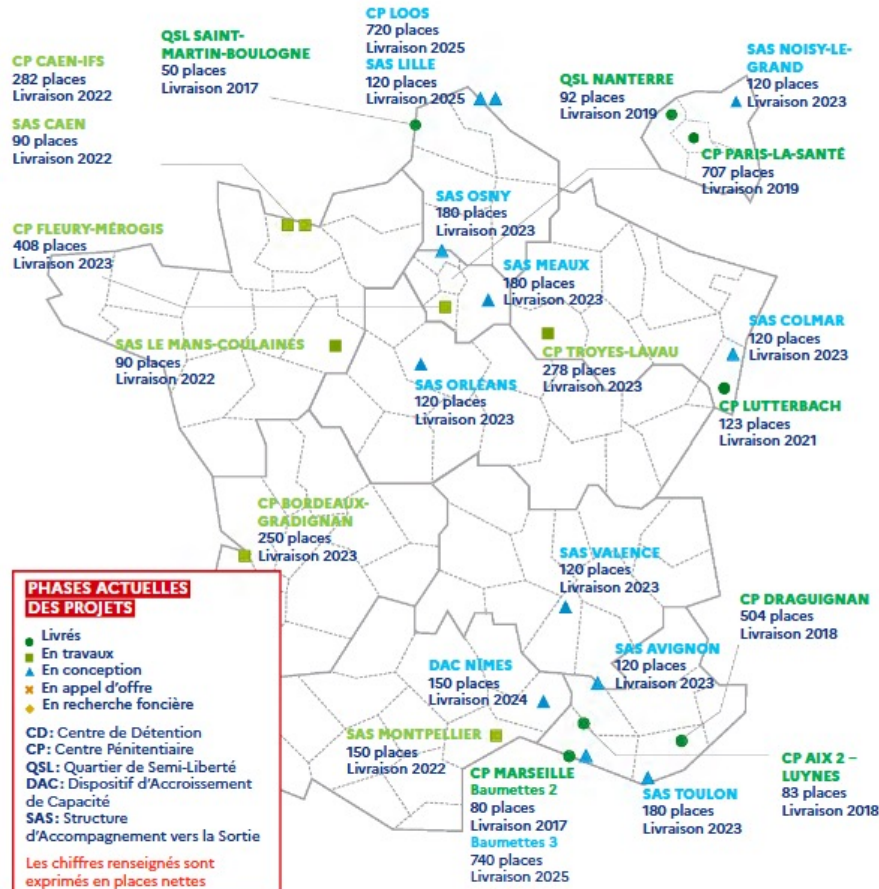 CP LOOS
720 places
Livraison 2025
SAS LILLE
120 places
Livraison 2025
QSL SAINT-
MARTIN-BOULOGNE
50 places
Livraison 2017
CP CAEN-IFS
282 places
Livraison 2022
SAS CAEN
90 places
Livraison 2022
QSL NANTERRE
92 places
Livraison 2019
SAS NOISY-LE-
GRAND
120 places
Livraison 2023
CP PARIS-LA-SANTÉ
707 places
Livraison 2019
CP FLEURY-MÉROGIS
408 places
Livraison 2023
SAS OSNY
180 places
Livraison 2023
SAS MEAUX
180 places
Livraison 2023
SAS LE MANS-COULAINES
90 places
Livraison 2022
SAS ORLÉANS
120 places
Livraison 2023
CP TROYES-LAVAU
278 places
Livraison 2023
SAS COLMAR
120 places
Livraison 2023
CP LUTTERBACH
123 places
Livraison 2021
CP BORDEAUX-
GRADIGNAN
250 places
Livraison 2023
SAS VALENCE
120 places
Livraison 2023
CP DRAGUIGNAN
504 places
Livraison 2018
DAC NÎMES
150 places
Livraison 2024
SAS AVIGNON
120 places
Livraison 2023
SAS MONTPELLIER
150 places
Livraison 2022
CP MARSEILLE
Baumettes 2
80 places
Livraison 2017
Baumettes 3
740 places
Livraison 2025
SAS TOULON
180 places
Livraison 2023
CP AIX 2 –
LUYNES
83 places
Livraison 2018
PHASES ACTUELLES
DES PROJETS
Livrés
En travaux
En conception
En appel d'offre
En recherche foncière
CD : Centre de Détention
CP : Centre Pénitentiaire
QSL : Quartier de Semi-Liberté
DAC : Dispositif d'Accroissement
de Capacité
SAS : Structure
d'Accompagnement vers la Sortie
Les chiffres renseignés sont
exprimés en places nettes